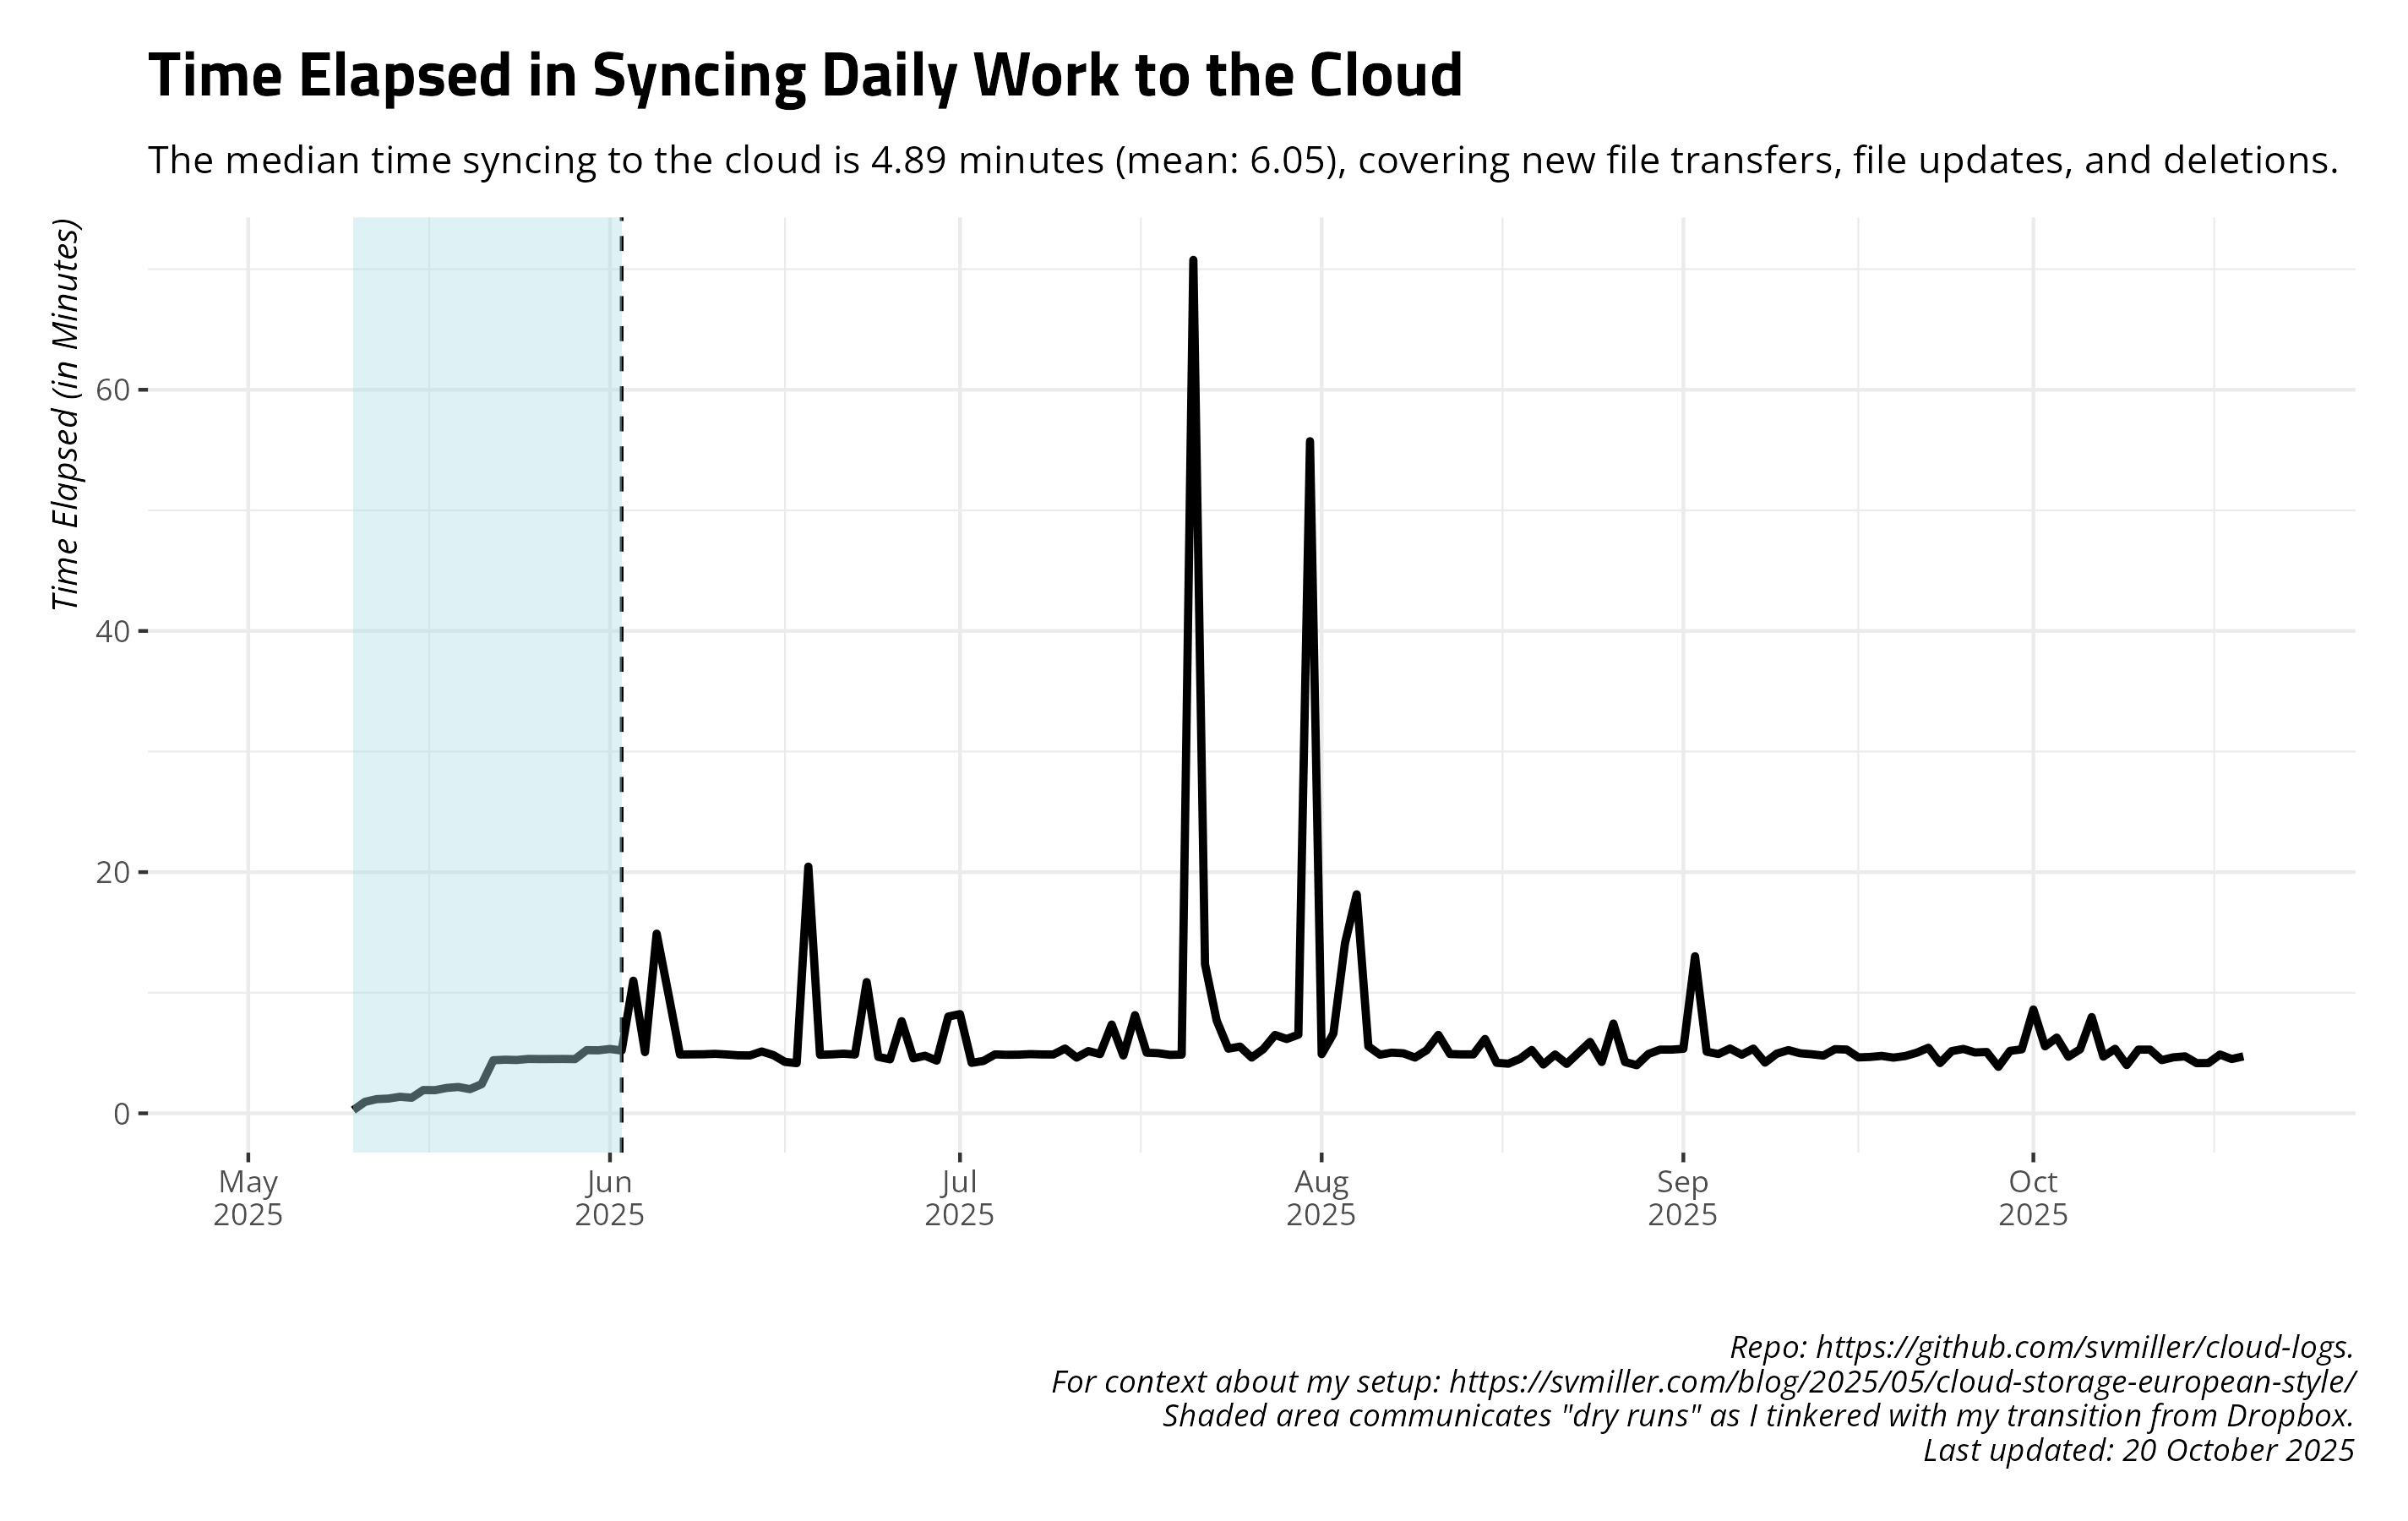 Time Elapsed in Syncing Daily Work to the Cloud
The median time syncing to the cloud is 4.89 minutes (mean: 6.05), covering new file transfers, file updates, and deletions.
Time Elapsed (in Minutes)
60
40
20
0
May
2025
Jun
2025
Jul
2025
Aug
2025
Sep
2025
Oct
2025
Repo: https://github.com/svmiller/cloud-logs.
For context about my setup: https://svmiller.com/blog/2025/05/cloud-storage-european-style/
Shaded area communicates "dry runs" as I tinkered with my transition from Dropbox.
Last updated: 20 October 2025